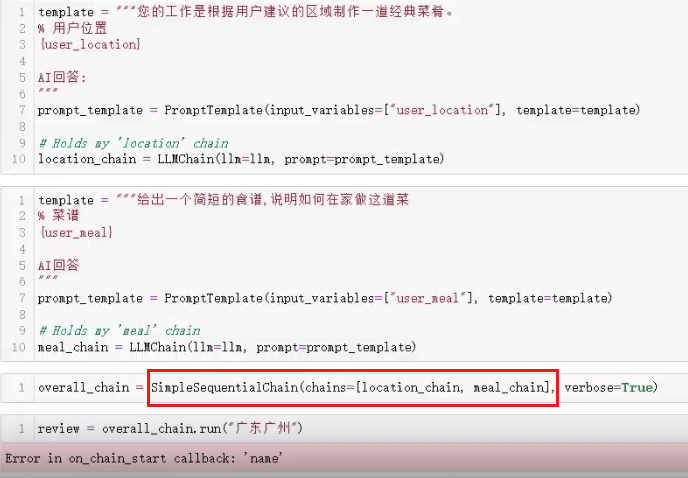 1 template = """您的工作是根据用户建议的区域制作一道经典菜肴。
2 % 用户位置
3 {user_location}
4
5 AI回答:
6 """
7 prompt_template = PromptTemplate(input_variables=["user_location"], template=template)
8
9 # Holds my 'location' chain
10 location_chain = LLMChain(llm=llm, prompt=prompt_template)
1 template = """给出一个简短的食谱,说明如何在家做这道菜
2 % 菜谱
3 {user_meal}
4
5 AI回答
6 """
7 prompt_template = PromptTemplate(input_variables=["user_meal"], template=template)
8
9 # Holds my 'meal' chain
10 meal_chain = LLMChain(llm=llm, prompt=prompt_template)
1 overall_chain = SimpleSequentialChain(chains=[location_chain, meal_chain], verbose=True)
1 review = overall_chain.run("广东广州")
Error in on_chain_start callback: 'name'